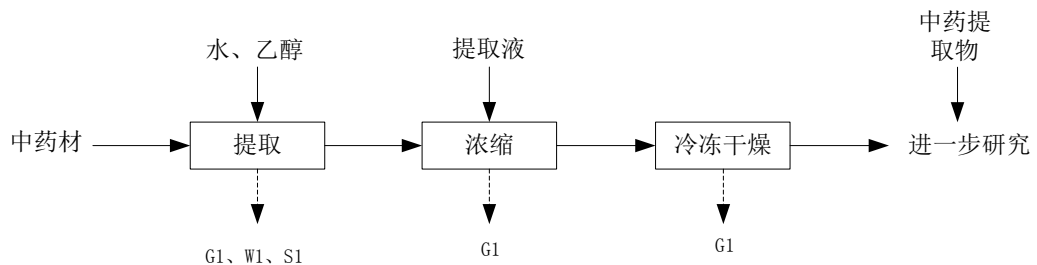 水、乙醇
提取液
中药提
取物
中药材
提取
浓缩
冷冻干燥
进一步研究
G1、W1、S1
G1
G1